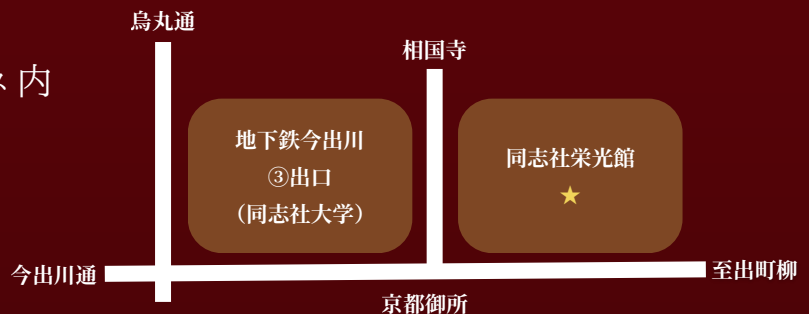 烏丸通
相国寺
内
地下鉄今出川
③出口
（同志社大学）
同志社栄光館
★
今出川通
至出町柳
京都御所